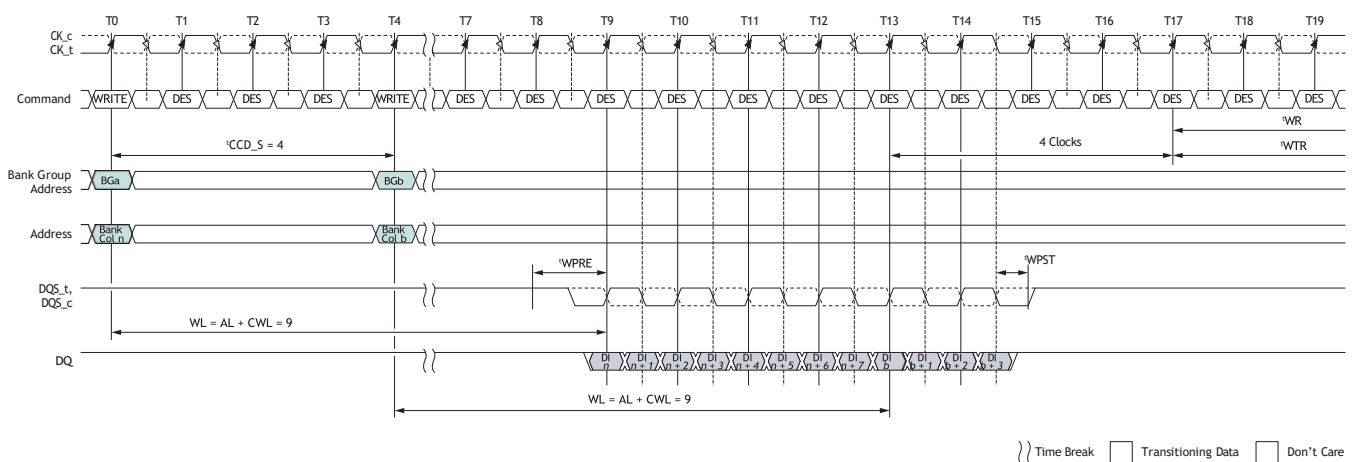 T0 T1 T2 T3 T4 T7 T8 T9 T10 T11 T12 T13 T14 T15 T16 T17 T18 T19
CK_c
CK_t
Command WRITE DES DES DES WRITE DES DES DES DES DES DES DES DES DES DES DES DES DES
tWR
tCCD_S = 4 4 Clocks tWTR
Bank Group
Address BGa BGb
Address Bank
Col n Bank
Col b
tWPRE tWPST
DQS_t,
DQS_c
WL = AL + CWL = 9
DQ DI
n DI
n + 1 DI
n + 2 DI
n + 3 DI
n + 4 DI
n + 5 DI
n + 6 DI
n + 7 DI
b DI
b + 1 DI
b + 2 DI
b + 3
WL = AL + CWL = 9
Time Break Transitioning Data Don't Care